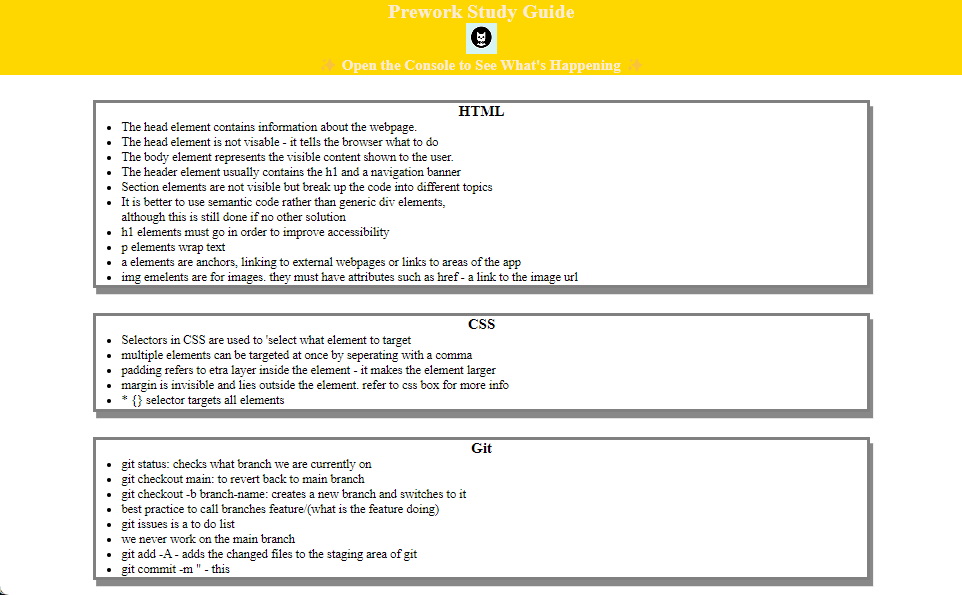 Prework Study Guide
✨ Open the Console to See What's Happening ✨
HTML
• The head element contains information about the webpage.
• The head element is not visable - it tells the browser what to do
• The body element represents the visible content shown to the user.
• The header element usually contains the h1 and a navigation banner
• Section elements are not visible but break up the code into different topics
• It is better to use semantic code rather than generic div elements,
although this is still done if no other solution
• h1 elements must go in order to improve accessibility
• p elements wrap text
• a elements are anchors, linking to external webpages or links to areas of the app
• img emelents are for images. they must have attributes such as href - a link to the image url
CSS
• Selectors in CSS are used to 'select what element to target
• multiple elements can be targeted at once by seperating with a comma
• padding refers to etra layer inside the element - it makes the element larger
• margin is invisible and lies outside the element. refer to css box for more info
• * {} selector targets all elements
Git
• git status: checks what branch we are currently on
• git checkout main: to revert back to main branch
• git checkout -b branch-name: creates a new branch and switches to it
• best practice to call branches feature/(what is the feature doing)
• git issues is a to do list
• we never work on the main branch
• git add -A - adds the changed files to the staging area of git
• git commit -m " - this